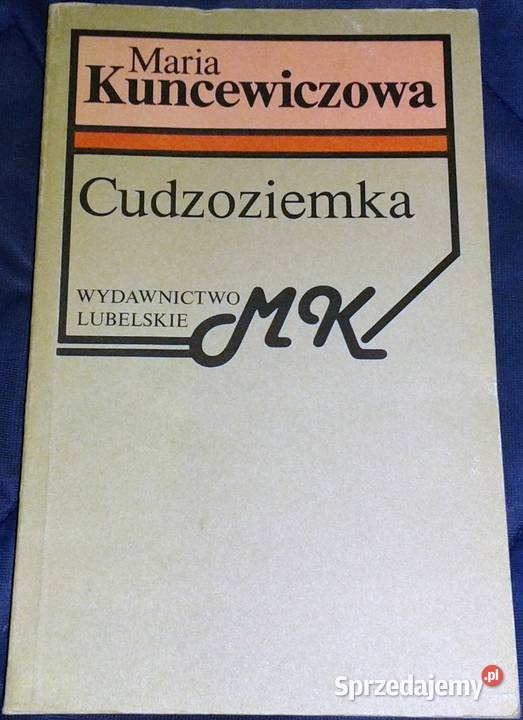 Maria
Kuncewiczowa
Cudzoziemka
WYDAWNICTWO
LUBELSKIE
MK
Sprzedajemy.pl